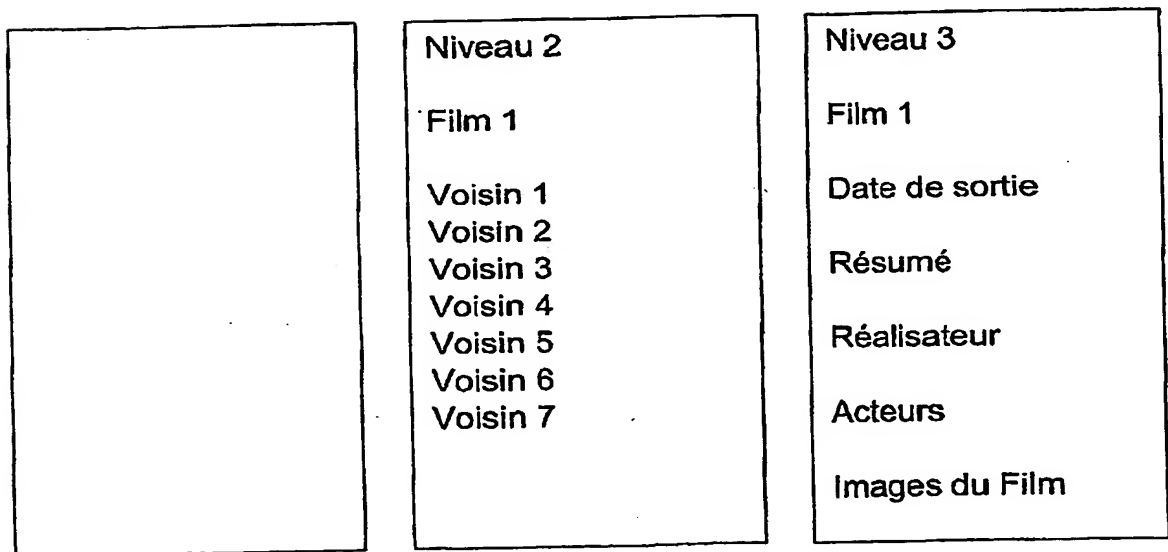 Niveau 2
Film 1
Voisin 1
Voisin 2
Voisin 3
Voisin 4
Voisin 5
Voisin 6
Voisin 7
Niveau 3
Film 1
Date de sortie
Résumé
Réalisateur
Acteurs
Images du Film